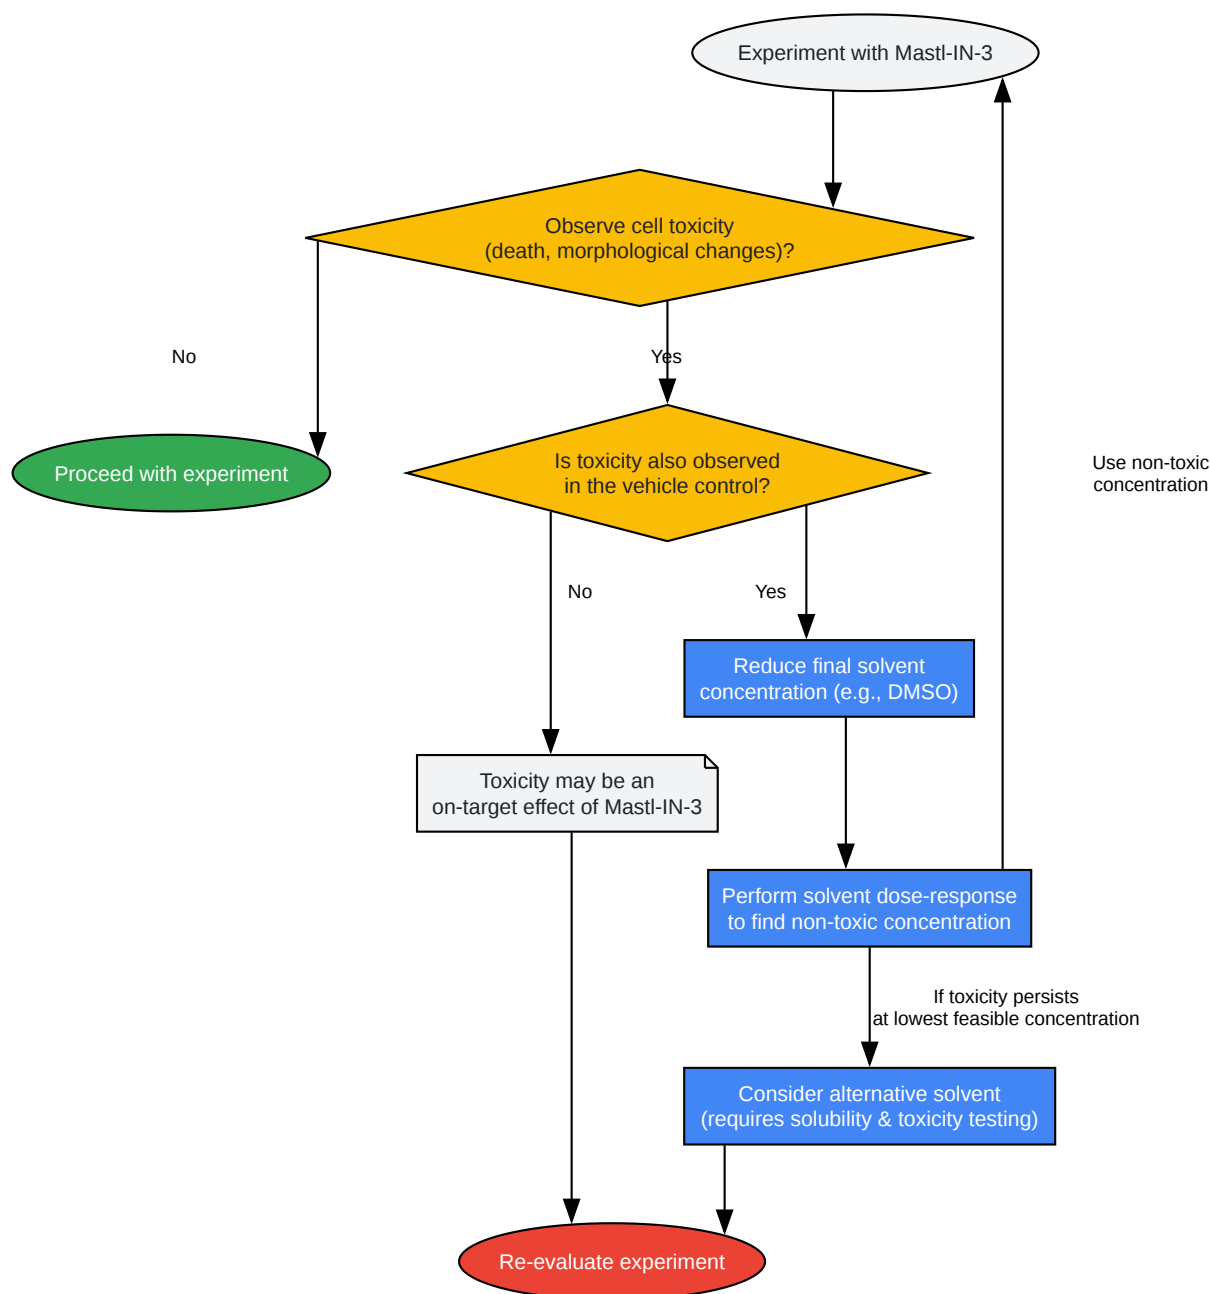 Experiment with Mastl-IN-3
Observe cell toxicity
(death, morphological changes)?
No
Yes
Proceed with experiment
Is toxicity also observed
in the vehicle control?
Use non-toxic
concentration
No
Yes
Reduce final solvent
concentration (e.g., DMSO)
Toxicity may be an
on-target effect of Mastl-IN-3
Perform solvent dose-response
to find non-toxic concentration
If toxicity persists
at lowest feasible concentration
Consider alternative solvent
(requires solubility & toxicity testing)
Re-evaluate experiment